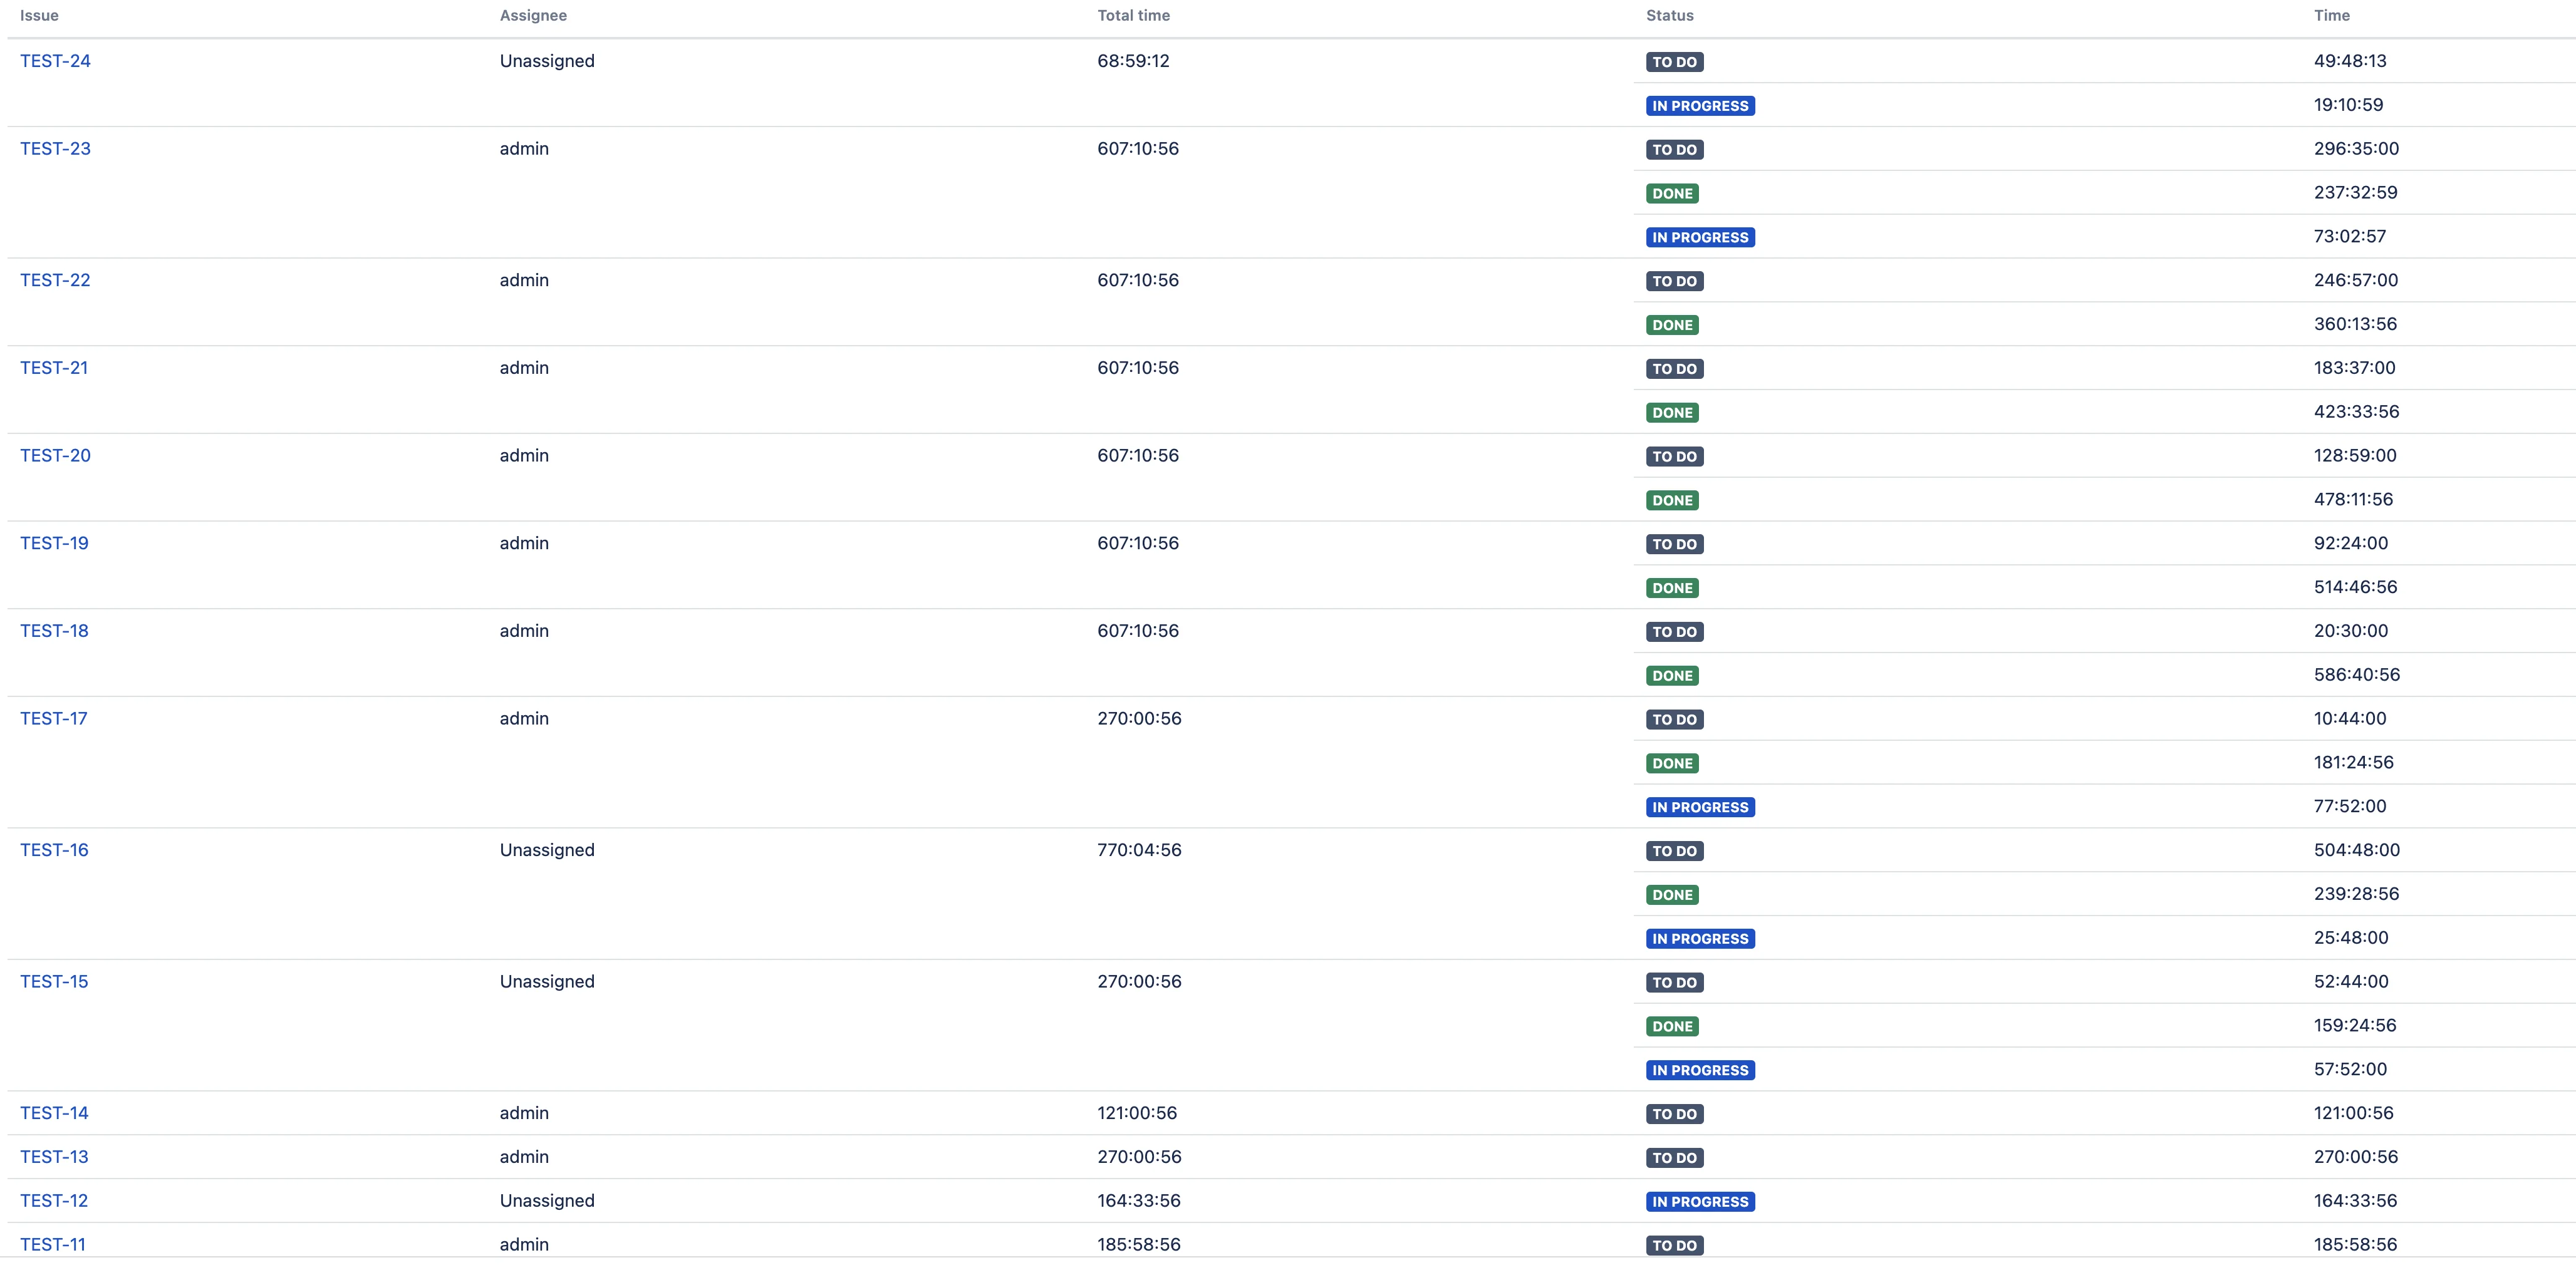 Issue Assignee Total time Status Time
TEST-24 Unassigned 68:59:12 TO DO 49:48:13
IN PROGRESS 19:10:59
TEST-23 admin 607:10:56 TO DO 296:35:00
DONE 237:32:59
IN PROGRESS 73:02:57
TEST-22 admin 607:10:56 TO DO 246:57:00
DONE 360:13:56
TEST-21 admin 607:10:56 TO DO 183:37:00
DONE 423:33:56
TEST-20 admin 607:10:56 TO DO 128:59:00
DONE 478:11:56
TEST-19 admin 607:10:56 TO DO 92:24:00
DONE 514:46:56
TEST-18 admin 607:10:56 TO DO 20:30:00
DONE 586:40:56
TEST-17 admin 270:00:56 TO DO 10:44:00
DONE 181:24:56
IN PROGRESS 77:52:00
TEST-16 Unassigned 770:04:56 TO DO 504:48:00
DONE 239:28:56
IN PROGRESS 25:48:00
TEST-15 Unassigned 270:00:56 TO DO 52:44:00
DONE 159:24:56
IN PROGRESS 57:52:00
TEST-14 admin 121:00:56 TO DO 121:00:56
TEST-13 admin 270:00:56 TO DO 270:00:56
TEST-12 Unassigned 164:33:56 IN PROGRESS 164:33:56
TEST-11 admin 185:58:56 TO DO 185:58:56